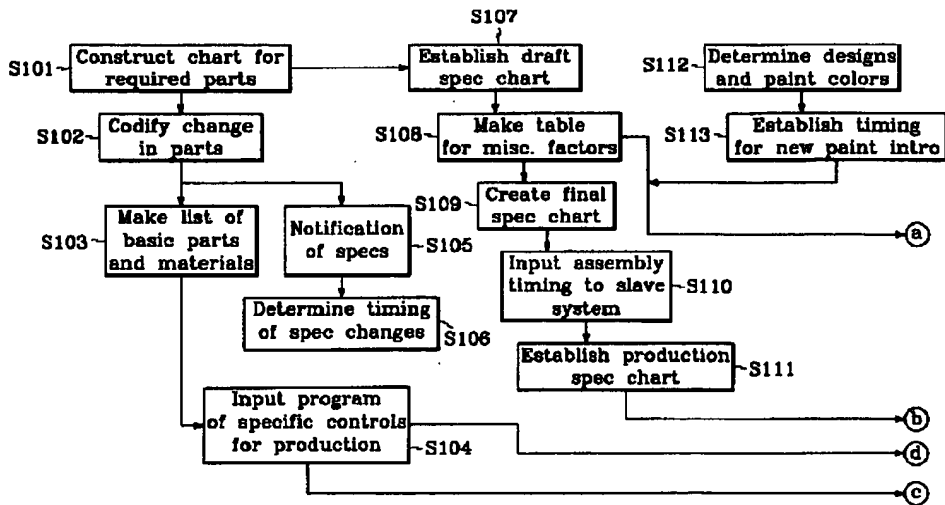 S107
S101
Construct chart for
required parts
Establish draft
spec chart
S112
Determine designs
and paint colors
S102
Codify change
in parts
S108
Make table
for misc. factors
S113
Establish timing
for new paint intro
S103
Make list of
basic parts
and materials
Notification
of specs
S105
S109
Create final
spec chart
a
Input assembly
timing to slave
system
S110
Determine timing
of spec changes
S106
Establish production
spec chart
S111
Input program
of specific controls
for production
S104
b
d
c